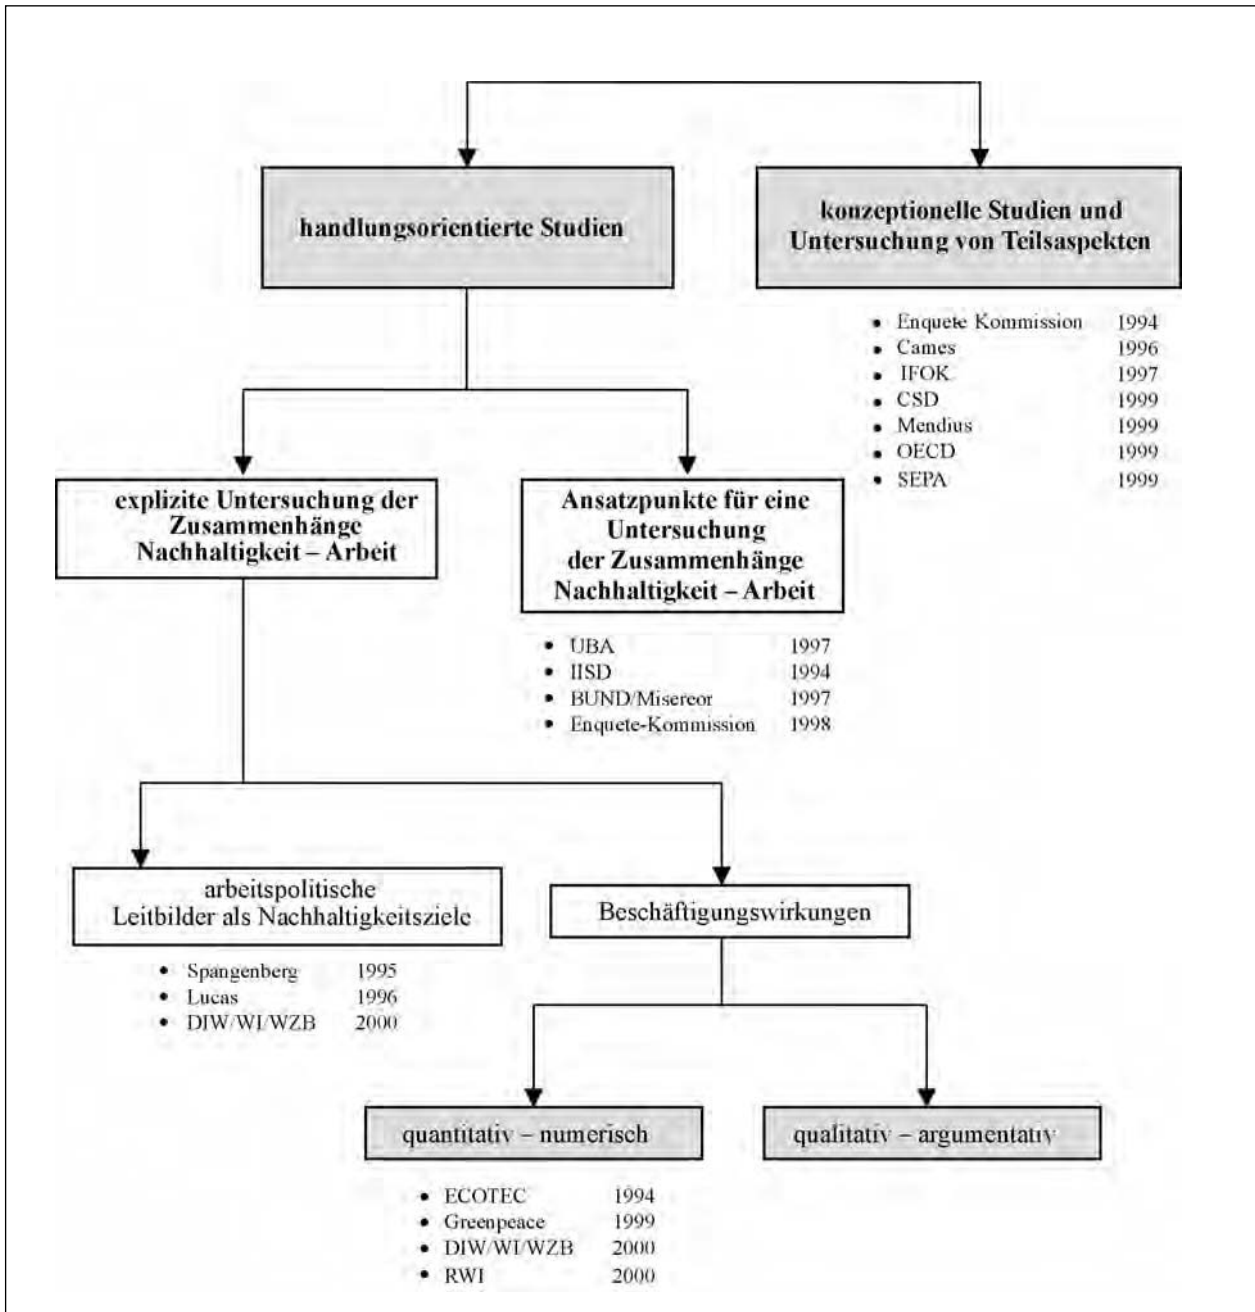 handlungsorientierte Studien
konzeptionelle Studien und
Untersuchung von Teilsaspekten
• Enquete Kommission 1994
• Cames 1996
• IFOK 1997
• CSD 1999
• Mendius 1999
• OECD 1999
• SEPA 1999
explizite Untersuchung der
Zusammenhänge
Nachhaltigkeit – Arbeit
Ansatzpunkte für eine
Untersuchung
der Zusammenhänge
Nachhaltigkeit – Arbeit
• UBA 1997
• IISD 1994
• BUND/Misereor 1997
• Enquete-Kommission 1998
arbeitspolitische
Leitbilder als Nachhaltigkeitsziele
• Spangenberg 1995
• Lucas 1996
• DIW/WI/WZB 2000
Beschäftigungswirkungen
quantitativ – numerisch
• ECOTEC 1994
• Greenpeace 1999
• DIW/WI/WZB 2000
• RWI 2000
qualitativ – argumentativ